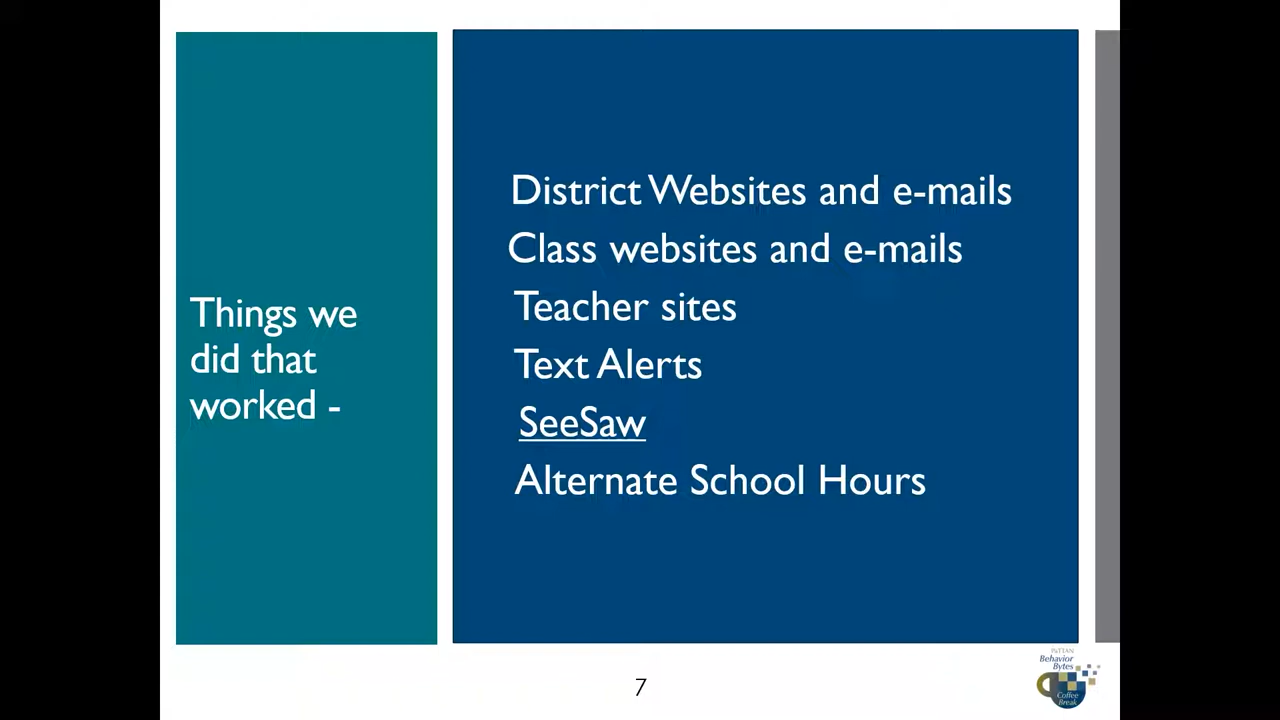 Things we
did that
worked -
District Websites and e-mails
Class websites and e-mails
Teacher sites
Text Alerts
SeeSaw
Alternate School Hours
7
PaTTAN
Behavior
Bytes
Coffee
Break